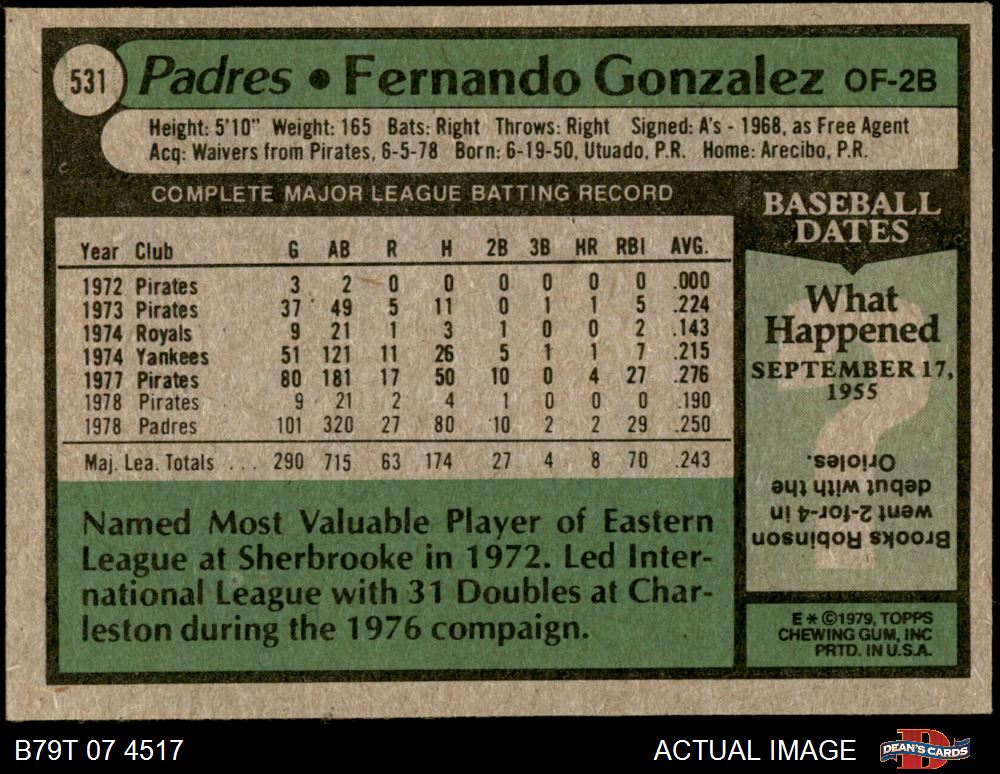 531 Padres • Fernando Gonzalez OF-2B
Height: 5'10" Weight: 165 Bats: Right Throws: Right Signed: A's - 1968, as Free Agent
Acq: Waivers from Pirates, 6-5-78 Born: 6-19-50, Utuado, P.R. Home: Arecibo, P.R.
COMPLETE MAJOR LEAGUE BATTING RECORD
Year Club G AB R H 2B 3B HR RBI AVG.
1972 Pirates 3 2 0 0 0 0 0 0 .000
1973 Pirates 37 49 5 11 0 1 1 5 .224
1974 Royals 9 21 1 3 1 0 0 2 .143
1974 Yankees 51 121 11 26 5 1 1 7 .215
1977 Pirates 80 181 17 50 10 0 4 27 .276
1978 Pirates 9 21 2 4 1 0 0 0 .190
1978 Padres 101 320 27 80 10 2 2 29 .250
Maj. Lea. Totals ... 290 715 63 174 27 4 8 70 .243
Named Most Valuable Player of Eastern
League at Sherbrooke in 1972. Led Inter-
national League with 31 Doubles at Char-
leston during the 1976 compaign.
BASEBALL
DATES
What
Happened
SEPTEMBER 17,
1955
Brooks Robinson
went 2-for-4 in
debut with the
Orioles.
E * ©1979, TOPPS
CHEWING GUM, INC
PRTD. IN U.S.A.
B79T 07 4517
ACTUAL IMAGE
DEAN'S CARDS